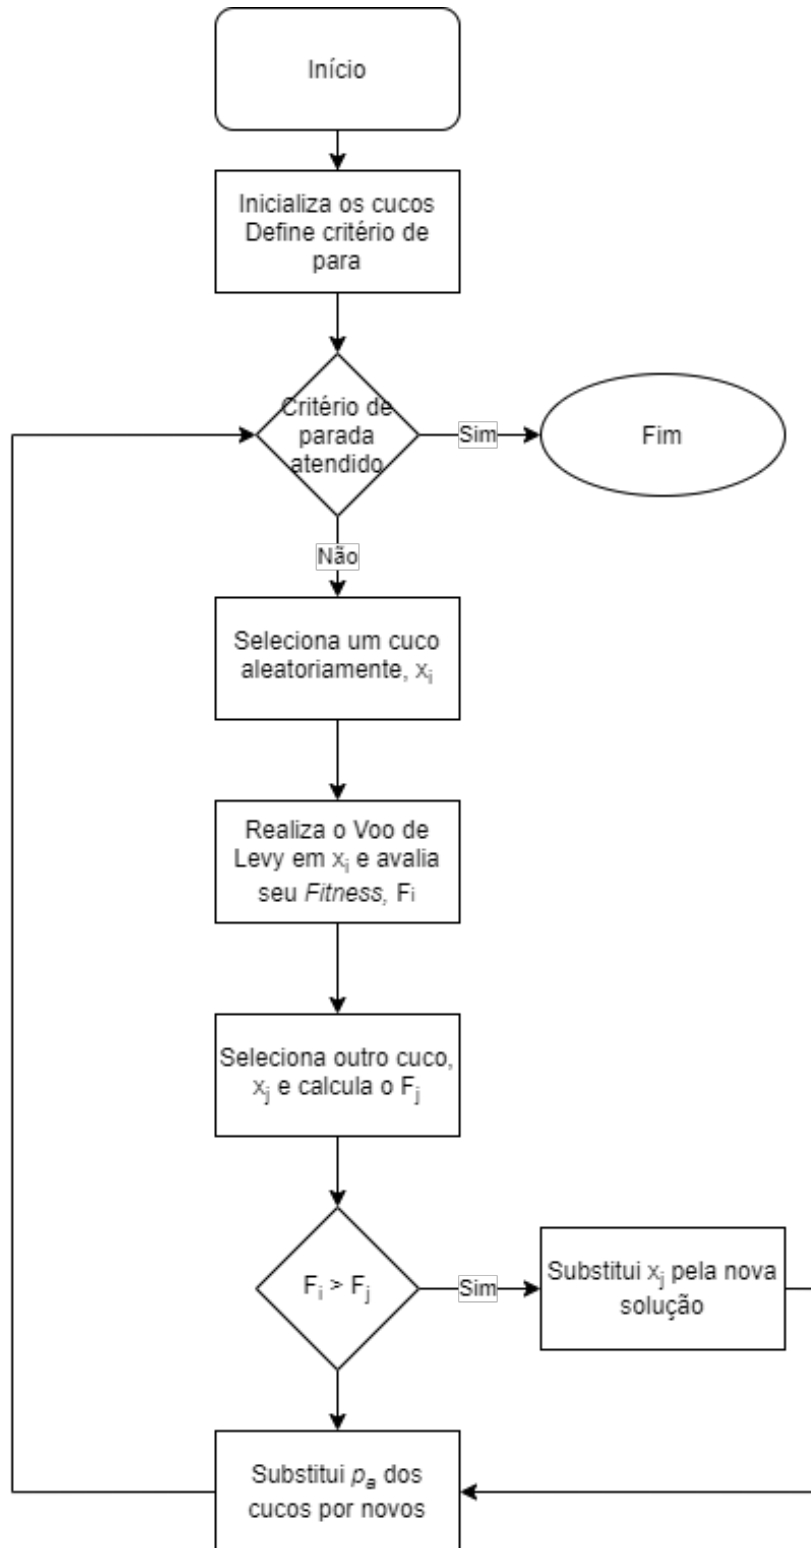 Início
Inicializa os cucos
Define critério de
para
Critério de
parada
atendido
Sim
Fim
Não
Seleciona um cuco
aleatoriamente, xᵢ
Realiza o Voo de
Levy em xᵢ e avalia
seu Fitness, Fᵢ
Seleciona outro cuco,
xⱼ e calcula o Fⱼ
Fᵢ > Fⱼ
Sim
Substitui xⱼ pela nova
solução
Substitui pₐ dos
cucos por novos